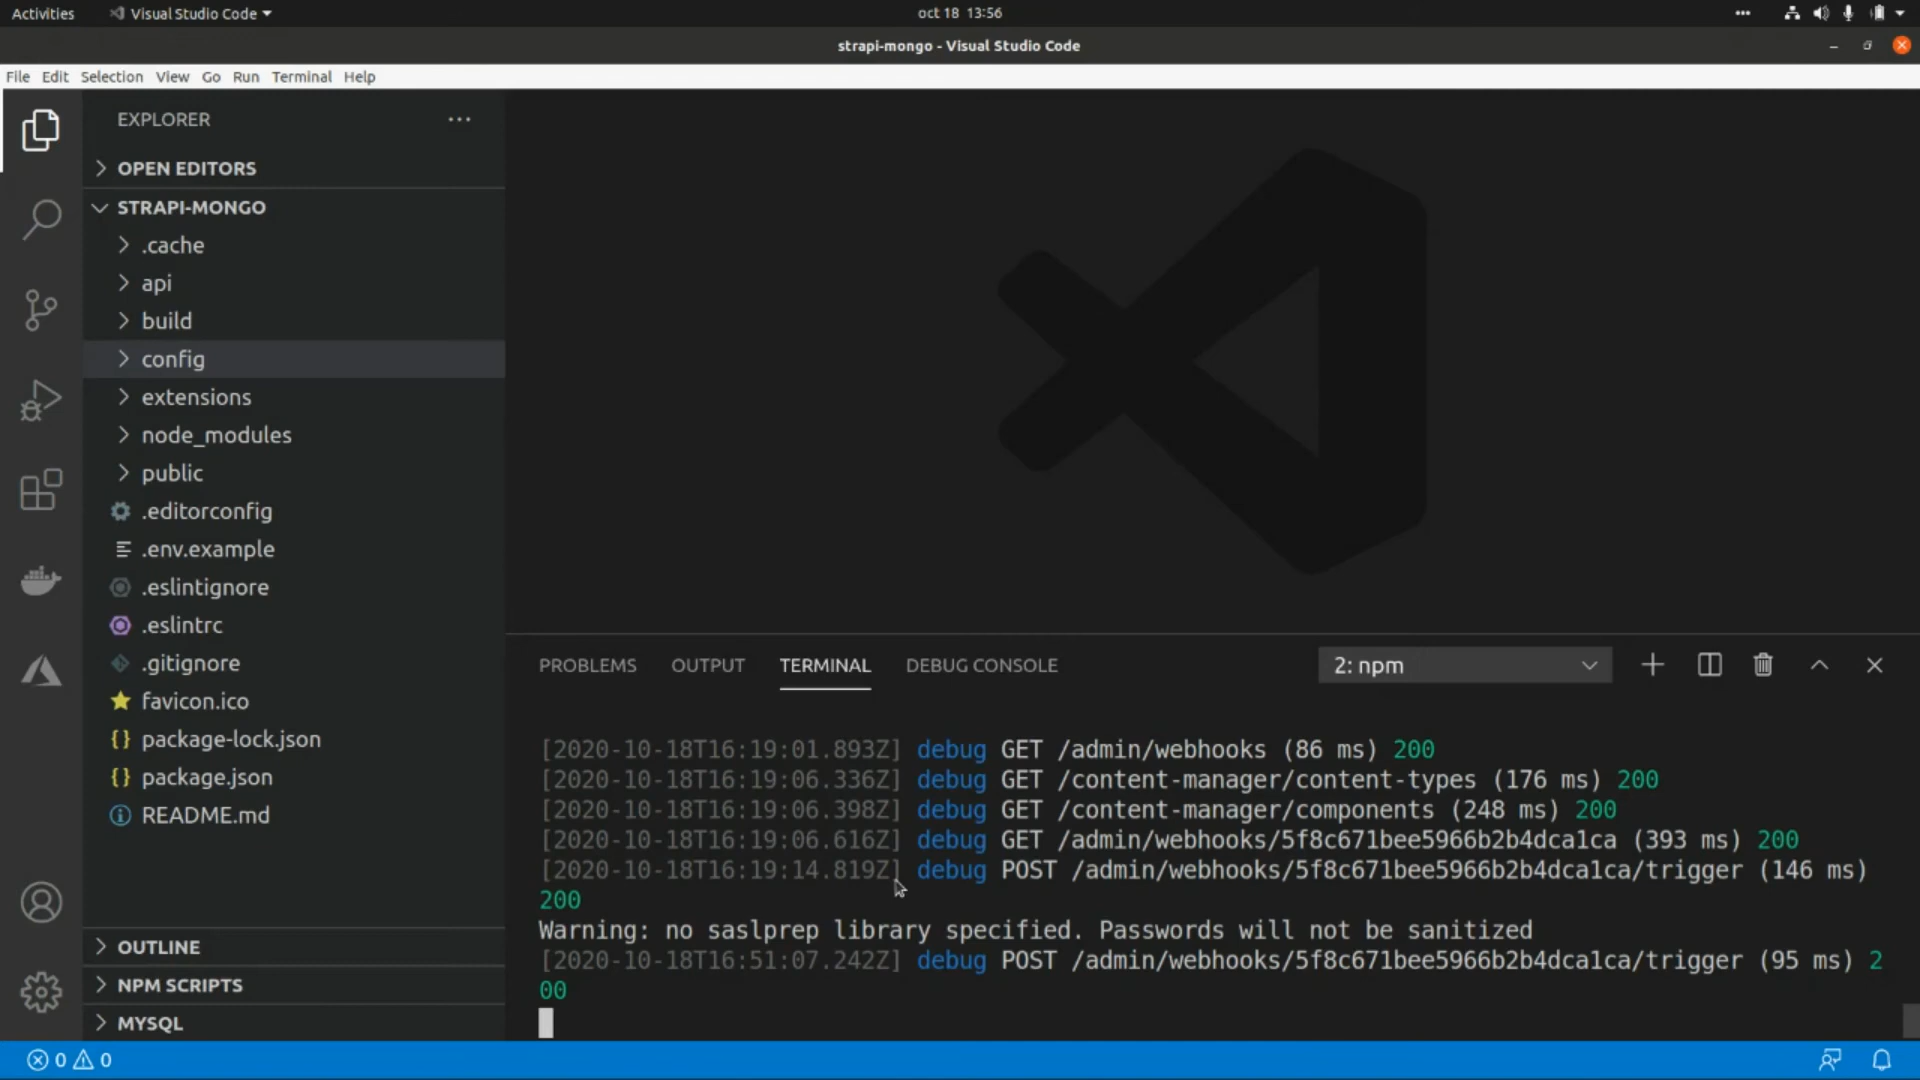 Activities
Visual Studio Code
oct 18 13:56
strapi-mongo - Visual Studio Code
File Edit Selection View Go Run Terminal Help
EXPLORER
OPEN EDITORS
STRAPI-MONGO
.cache
api
build
config
extensions
node_modules
public
.editorconfig
.env.example
.eslintignore
.eslintrc
.gitignore
favicon.ico
package-lock.json
package.json
README.md
OUTLINE
NPM SCRIPTS
MYSQL
PROBLEMS OUTPUT TERMINAL DEBUG CONSOLE
2: npm
[2020-10-18T16:19:01.893Z] debug GET /admin/webhooks (86 ms) 200
[2020-10-18T16:19:06.336Z] debug GET /content-manager/content-types (176 ms) 200
[2020-10-18T16:19:06.398Z] debug GET /content-manager/components (248 ms) 200
[2020-10-18T16:19:06.616Z] debug GET /admin/webhooks/5f8c671bee5966b2b4dca1ca (393 ms) 200
[2020-10-18T16:19:14.819Z] debug POST /admin/webhooks/5f8c671bee5966b2b4dca1ca/trigger (146 ms)
200
Warning: no saslprep library specified. Passwords will not be sanitized
[2020-10-18T16:51:07.242Z] debug POST /admin/webhooks/5f8c671bee5966b2b4dca1ca/trigger (95 ms) 2
00
0 0